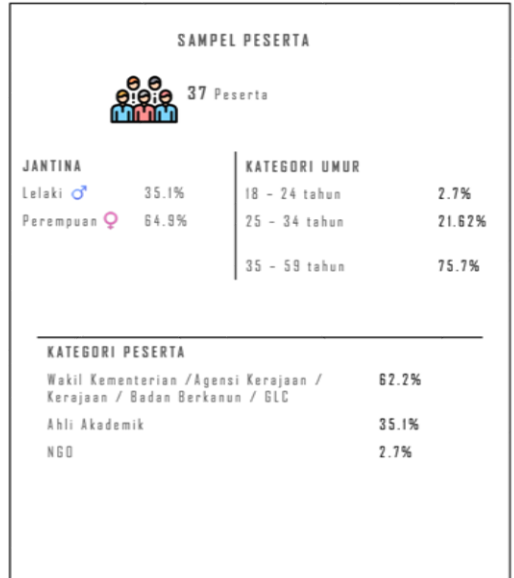 SAMPEL PESERTA
37 Peserta
JANTINA
Lelaki ♂ 35.1%
Perempuan ♀ 64.9%
KATEGORI UMUR
18 - 24 tahun 2.7%
25 - 34 tahun 21.62%
35 - 59 tahun 75.7%
KATEGORI PESERTA
Wakil Kementerian /Agensi Kerajaan / 62.2%
Kerajaan / Badan Berkanun / GLC
Ahli Akademik 35.1%
NGO 2.7%